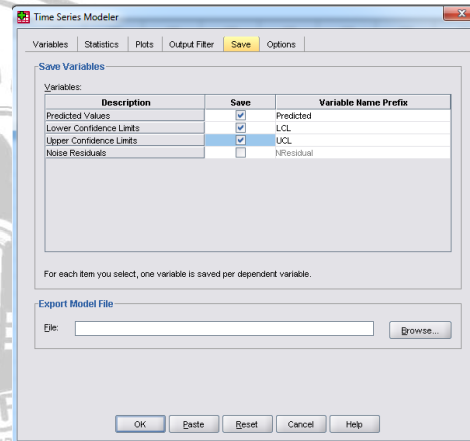 Time Series Modeler
Variables Statistics Plots Output Filter Save Options
Save Variables
Variables:
Description Save Variable Name Prefix
Predicted Values Predicted
Lower Confidence Limits LCL
Upper Confidence Limits UCL
Noise Residuals NResidual
For each item you select, one variable is saved per dependent variable.
Export Model File
File: Browse...
OK Paste Reset Cancel Help